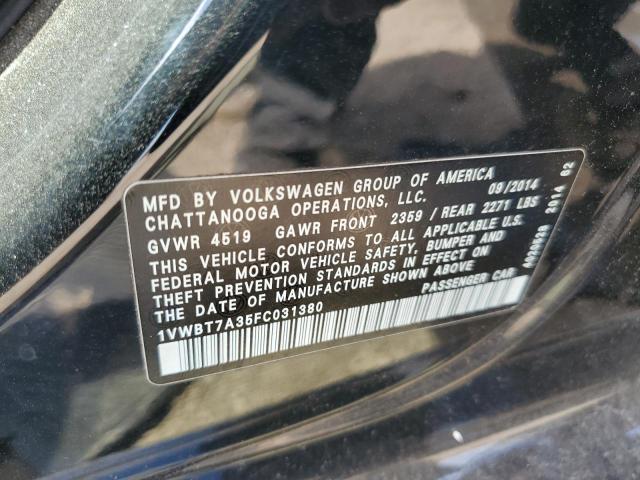 MFD BY VOLKSWAGEN GROUP OF AMERICA 09/2014
CHATTANOOGA OPERATIONS, LLC.
GVWR 4519 GAWR FRONT 2359 / REAR 2271 LBS
THIS VEHICLE CONFORMS TO ALL APPLICABLE U.S.
FEDERAL MOTOR VEHICLE SAFETY, BUMPER AND
THEFT PREVENTION STANDARDS IN EFFECT ON
THE DATE OF MANUFACTURE SHOWN ABOVE
PASSENGER CAR
1VWBT7A35FC031380
2014 02